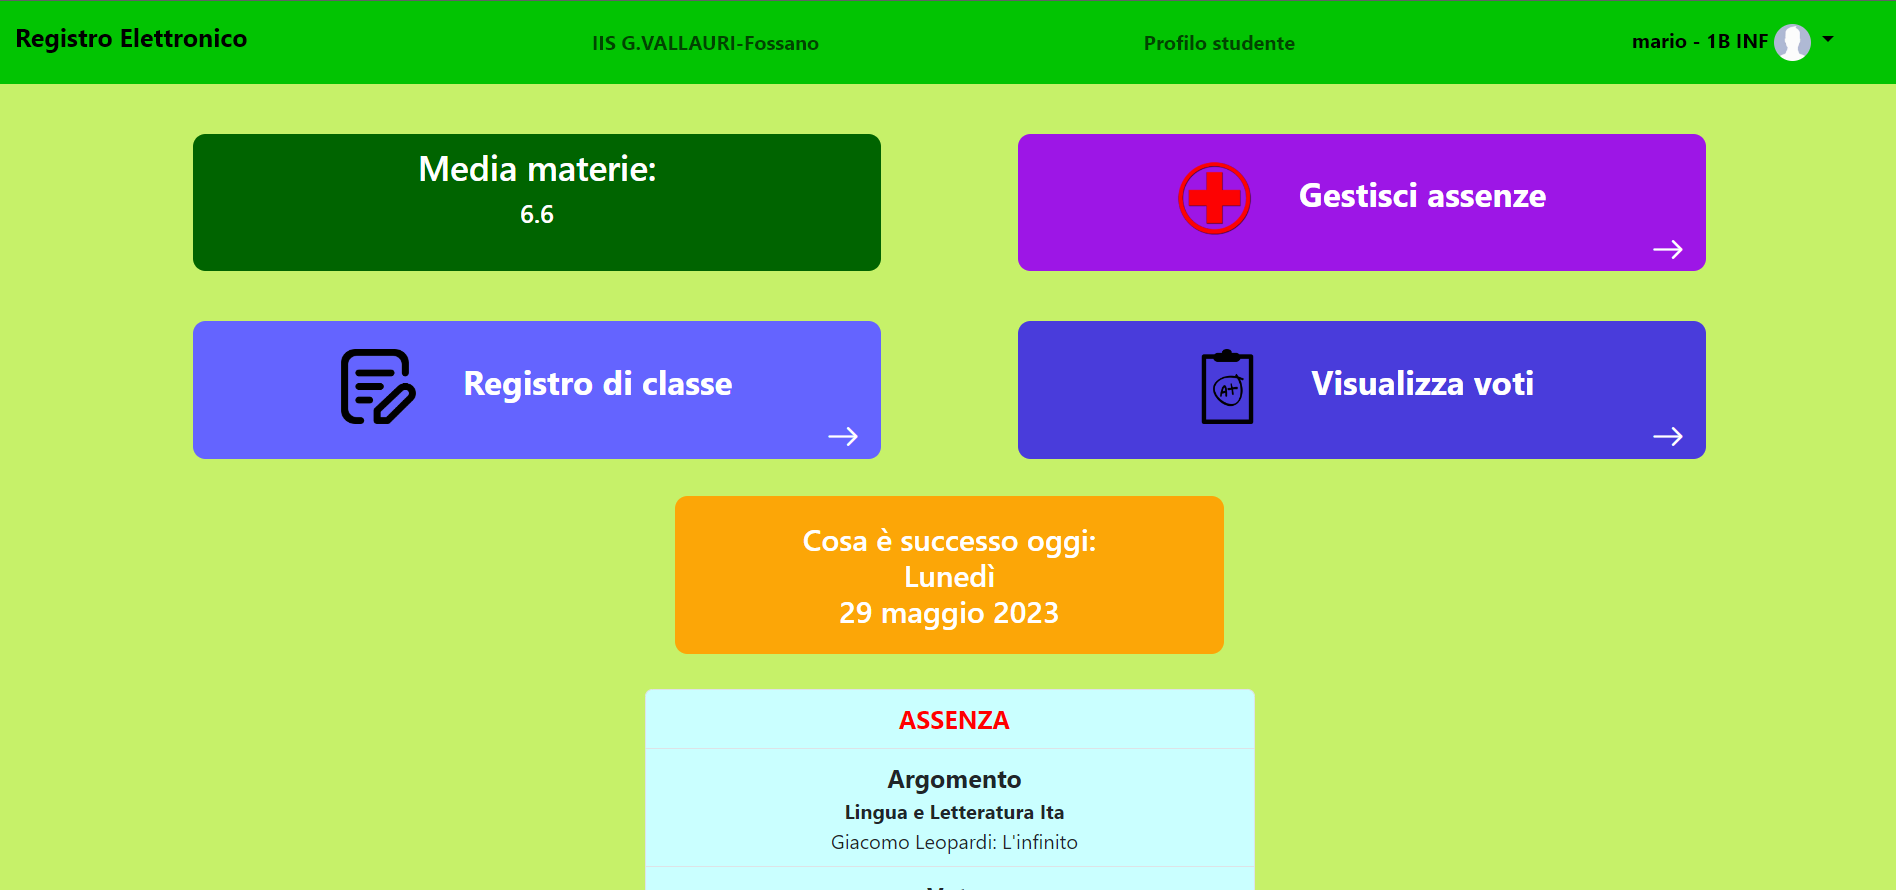 Registro Elettronico
IIS G.VALLAURI-Fossano
Profilo studente
mario - 1B INF
Media materie:
6.6
Gestisci assenze
Registro di classe
A+
Visualizza voti
Cosa è successo oggi:
Lunedì
29 maggio 2023
ASSENZA
Argomento
Lingua e Letteratura Ita
Giacomo Leopardi: L'infinito